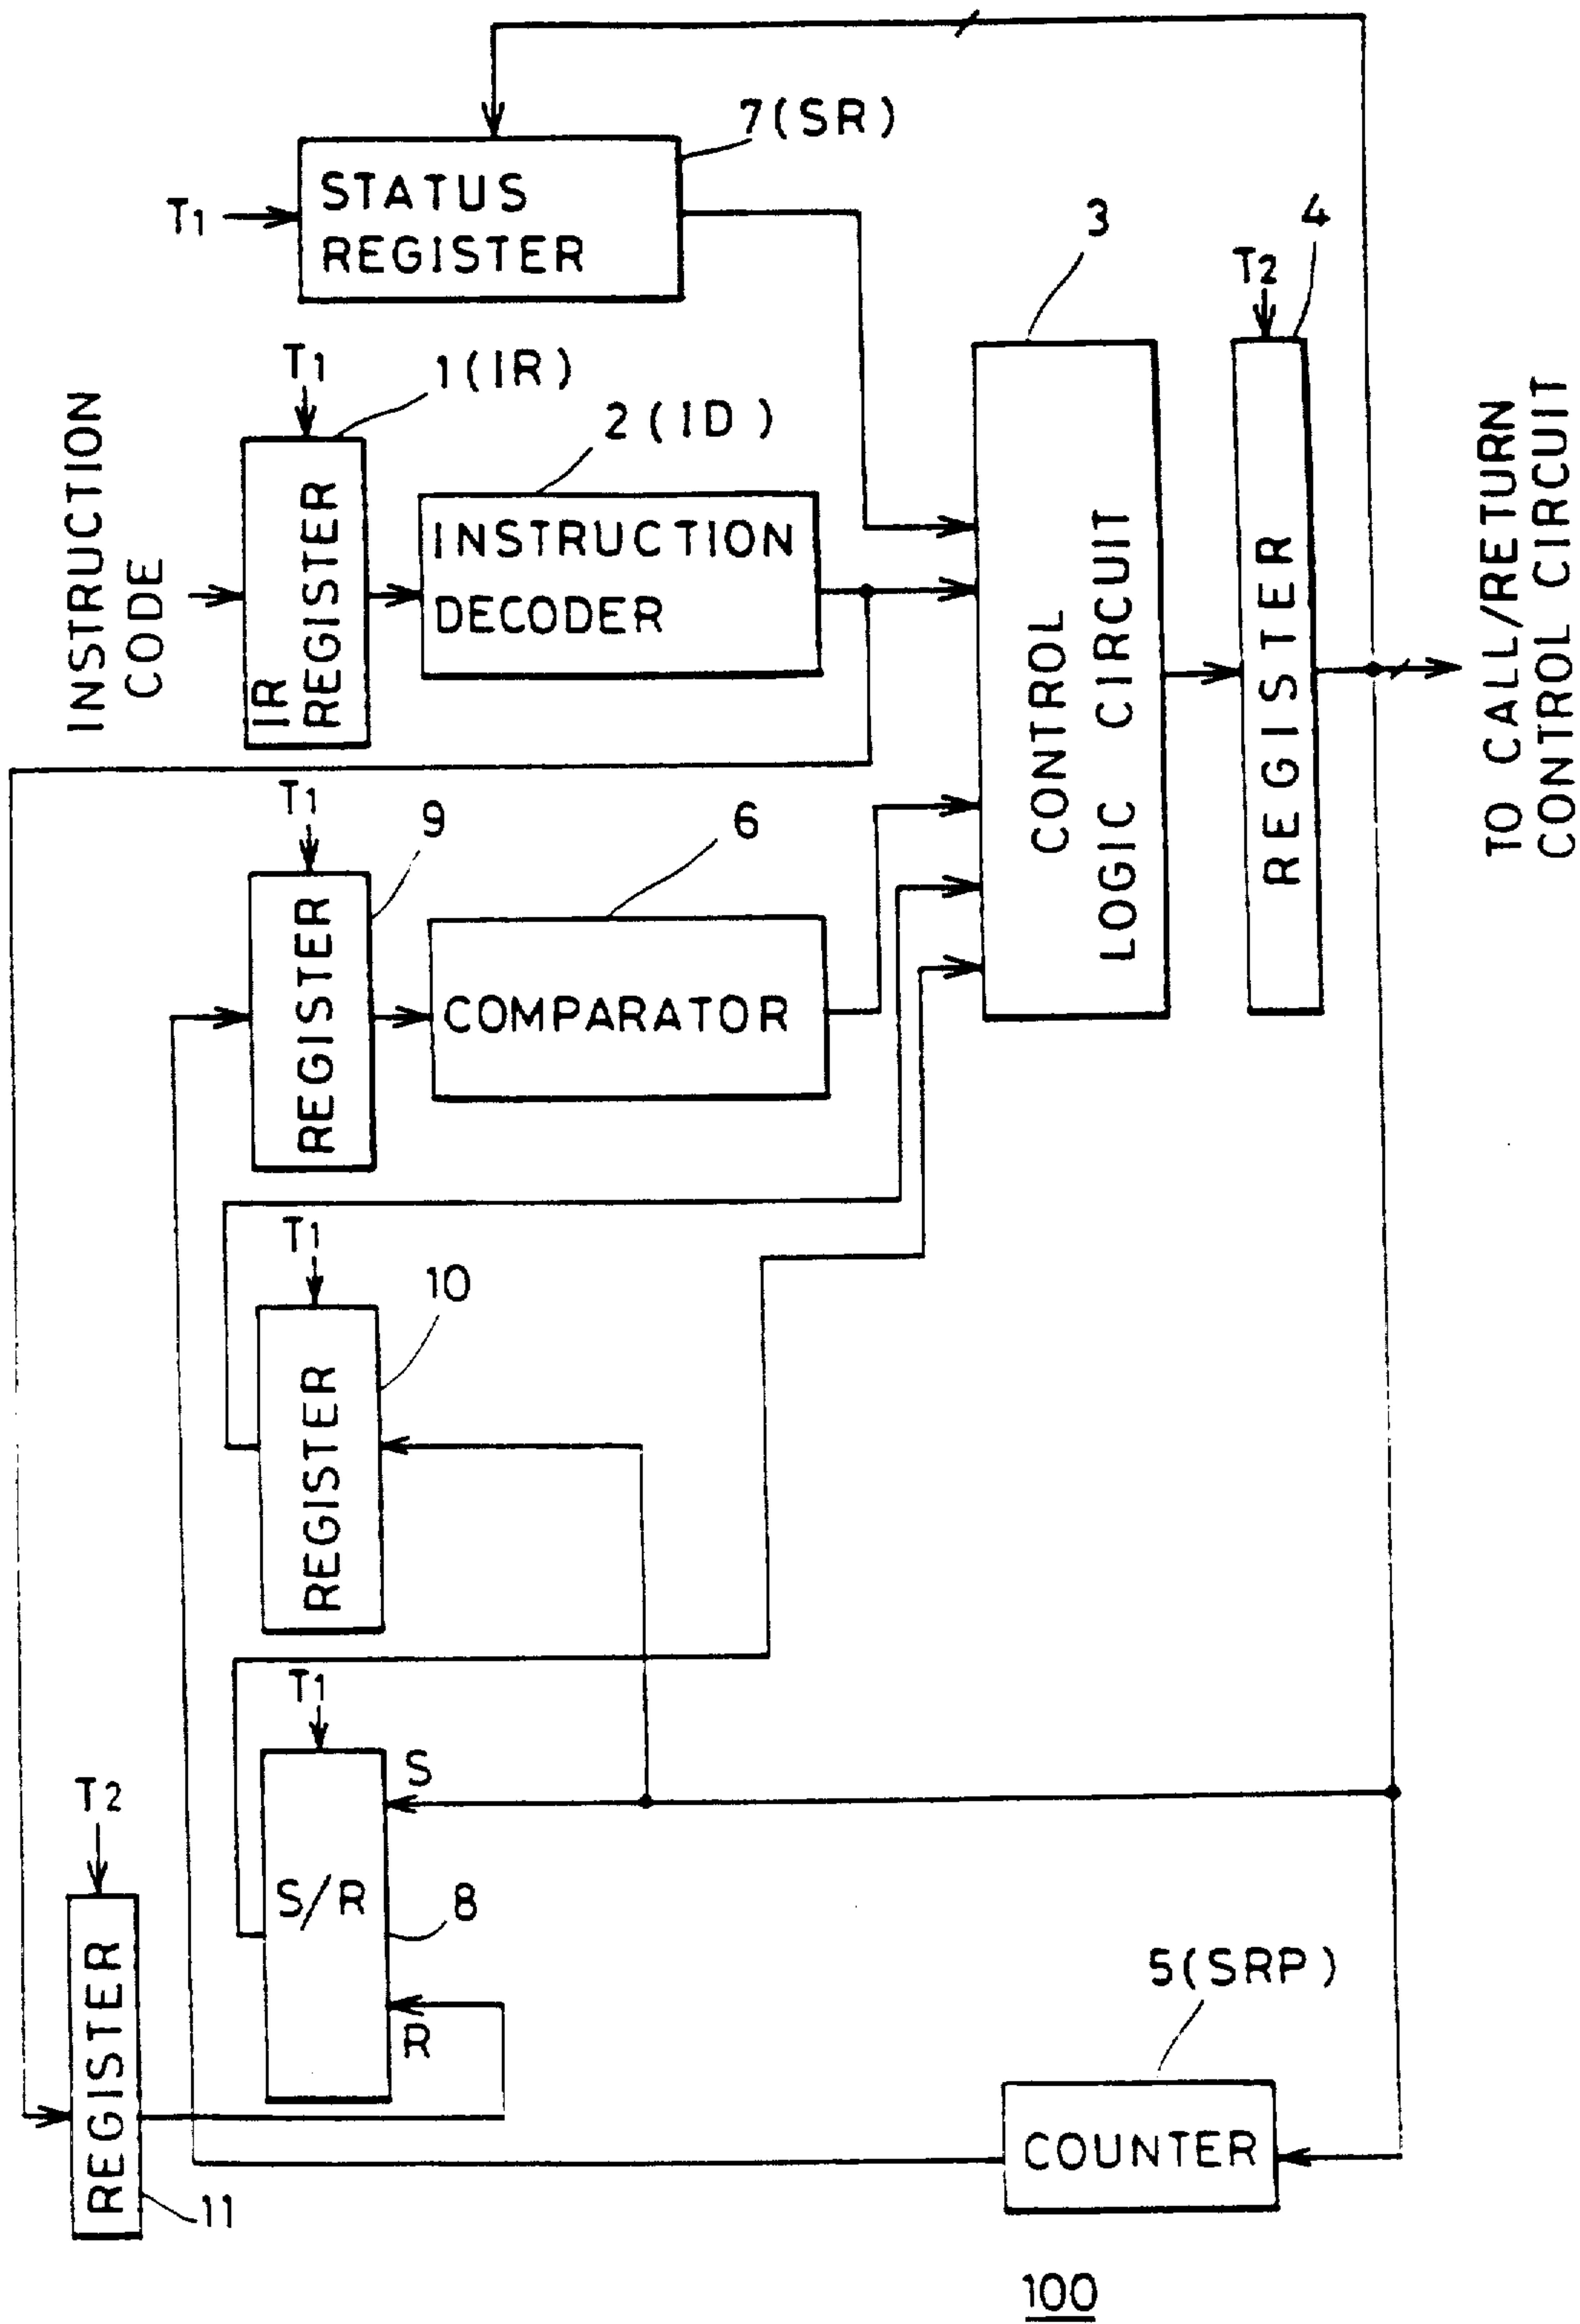 7(SR)
T1
STATUS
REGISTER
3
4
T2
T1
1(IR)
2(ID)
INSTRUCTION
CODE
IR
REGISTER
INSTRUCTION
DECODER
CONTROL
LOGIC CIRCUIT
REGISTER
TO CALL/RETURN
CONTROL CIRCUIT
T1
9
6
REGISTER
COMPARATOR
T1
10
REGISTER
T1
S
T2
S/R
8
R
REGISTER
11
5(SRP)
COUNTER
100